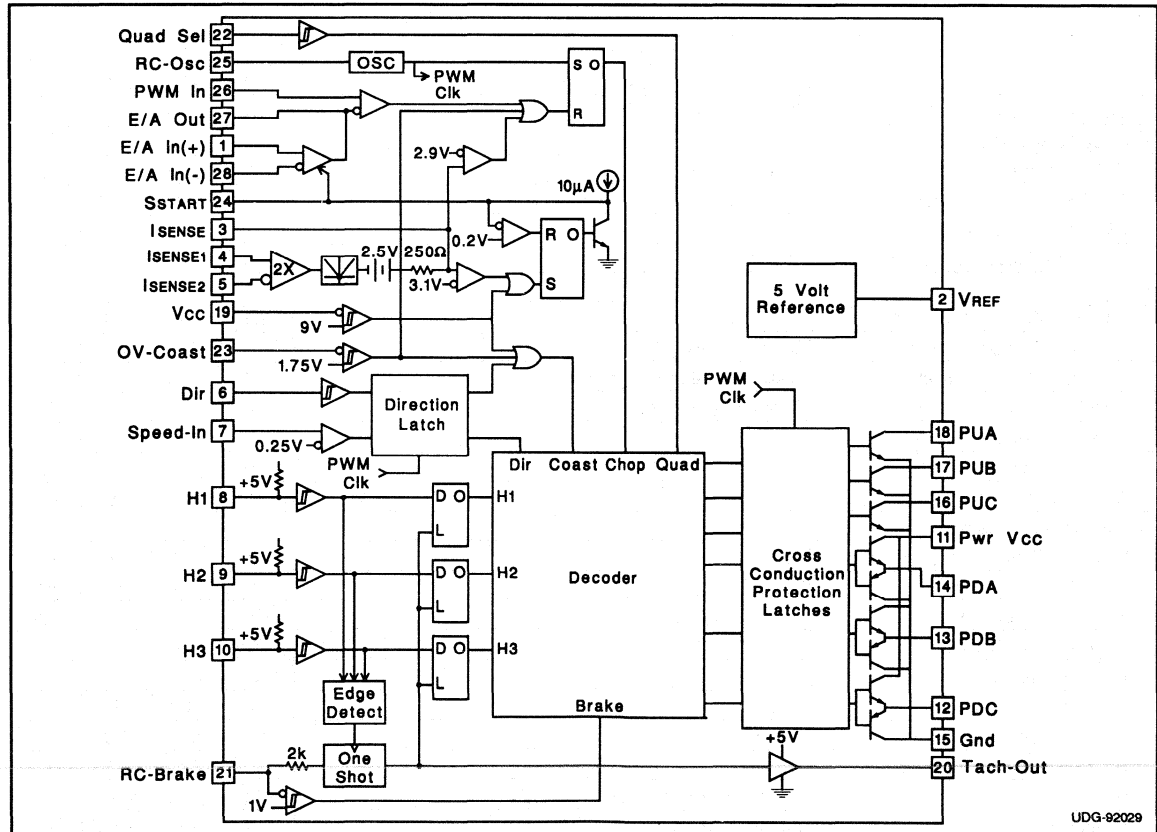 Quad Sel 22
RC-Osc 25
OSC
PWM Clk
S O
R
PWM In 26
E/A Out 27
E/A In(+) 1
E/A In(-) 28
2.9V
10µA
SSTART 24
ISENSE 3
0.2V
R O
S
ISENSE1 4
2X
2.5V
250Ω
3.1V
ISENSE2 5
5 Volt Reference
2 VREF
VCC 19
9V
OV-Coast 23
1.75V
Dir 6
Direction Latch
PWM Clk
Speed-In 7
0.25V
PWM Clk
Dir Coast Chop Quad
18 PUA
17 PUB
16 PUC
11 Pwr VCC
14 PDA
13 PDB
12 PDC
15 Gnd
+5V
H1 8
D O
L
H1
+5V
H2 9
D O
L
H2
Decoder
Cross Conduction Protection Latches
+5V
H3 10
D O
L
H3
Edge Detect
Brake
+5V
RC-Brake 21
2k
One Shot
20 Tach-Out
1V
UDG-92029